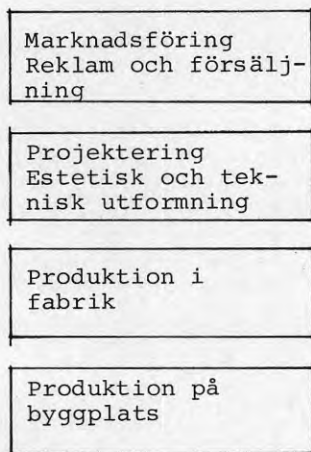 Marknadsföring
Reklam och försälj-
ning
Projektering
Estetisk och tek-
nisk utformning
Produktion i
fabrik
Produktion på
byggplats